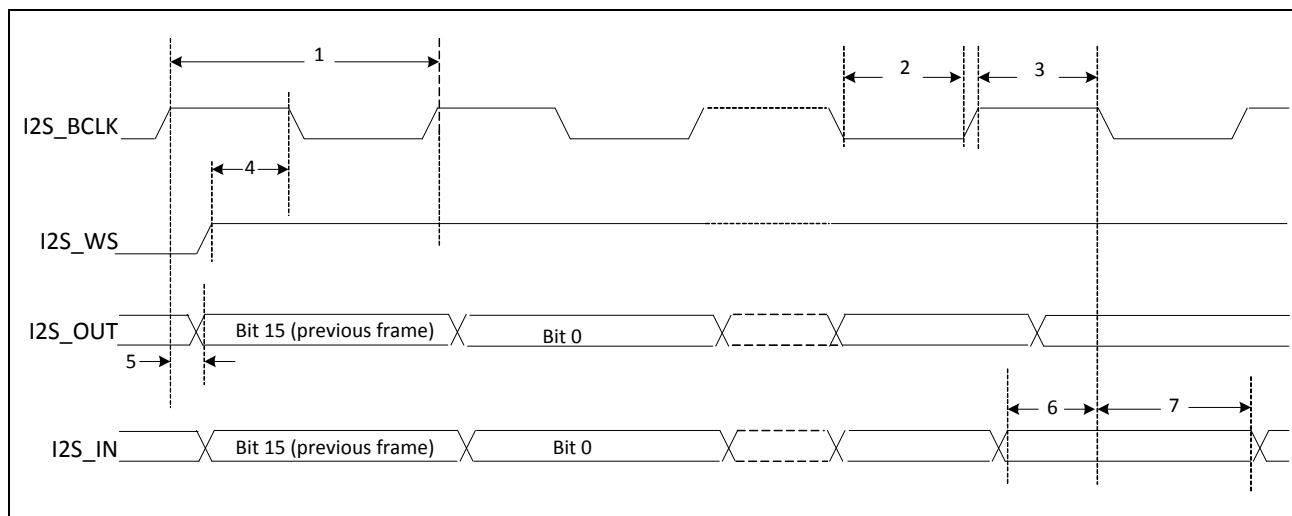 1
2
3
I2S_BCLK
4
I2S_WS
I2S_OUT
Bit 15 (previous frame)
Bit 0
5
6
7
I2S_IN
Bit 15 (previous frame)
Bit 0